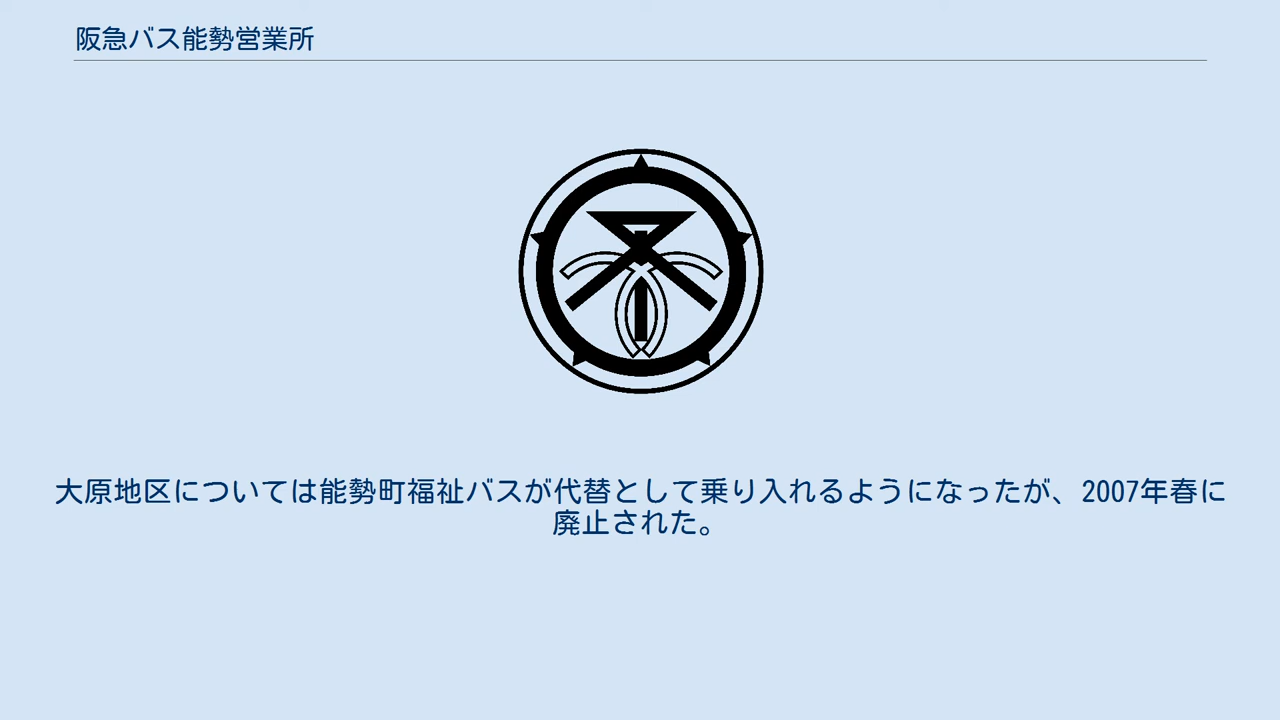 阪急バス能勢営業所
大原地区については能勢町福祉バスが代替として乗り入れるようになったが、2007年春に
廃止された。